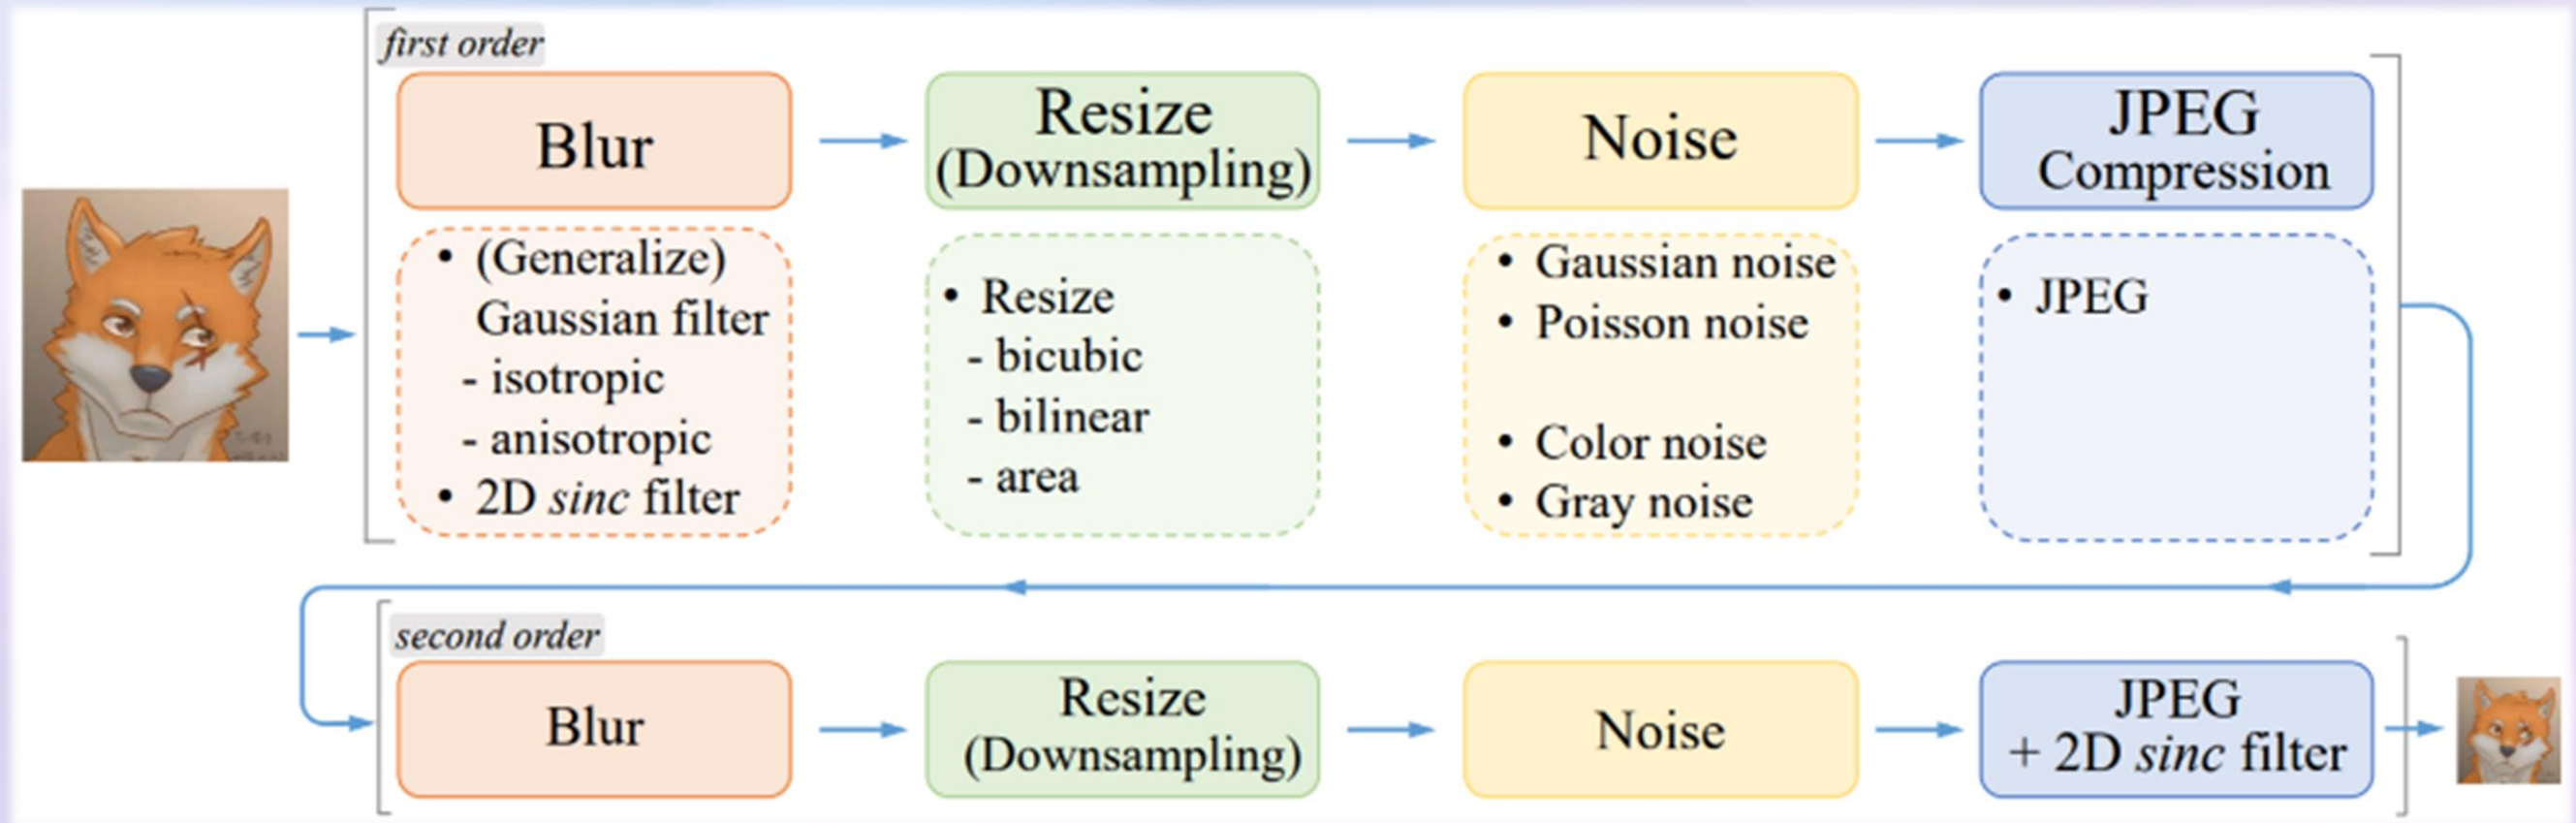 first order
Blur
Resize
(Downsampling)
Noise
JPEG
Compression
• (Generalize)
Gaussian filter
- isotropic
- anisotropic
• 2D sinc filter
• Resize
- bicubic
- bilinear
- area
• Gaussian noise
• Poisson noise
• Color noise
• Gray noise
• JPEG
second order
Blur
Resize
(Downsampling)
Noise
JPEG
+ 2D sinc filter